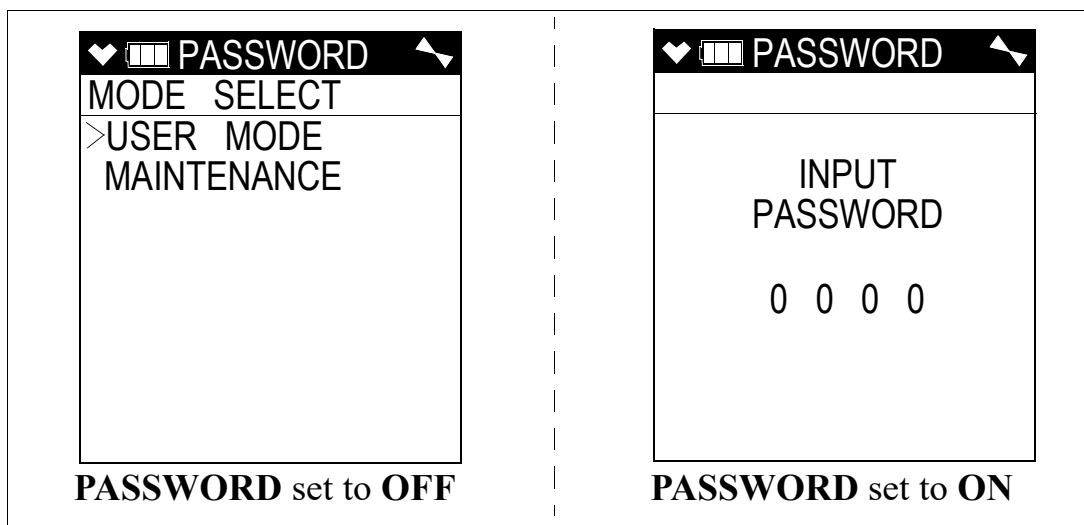 PASSWORD
MODE SELECT
>USER MODE
MAINTENANCE
PASSWORD set to OFF
PASSWORD
INPUT
PASSWORD
0 0 0 0
PASSWORD set to ON